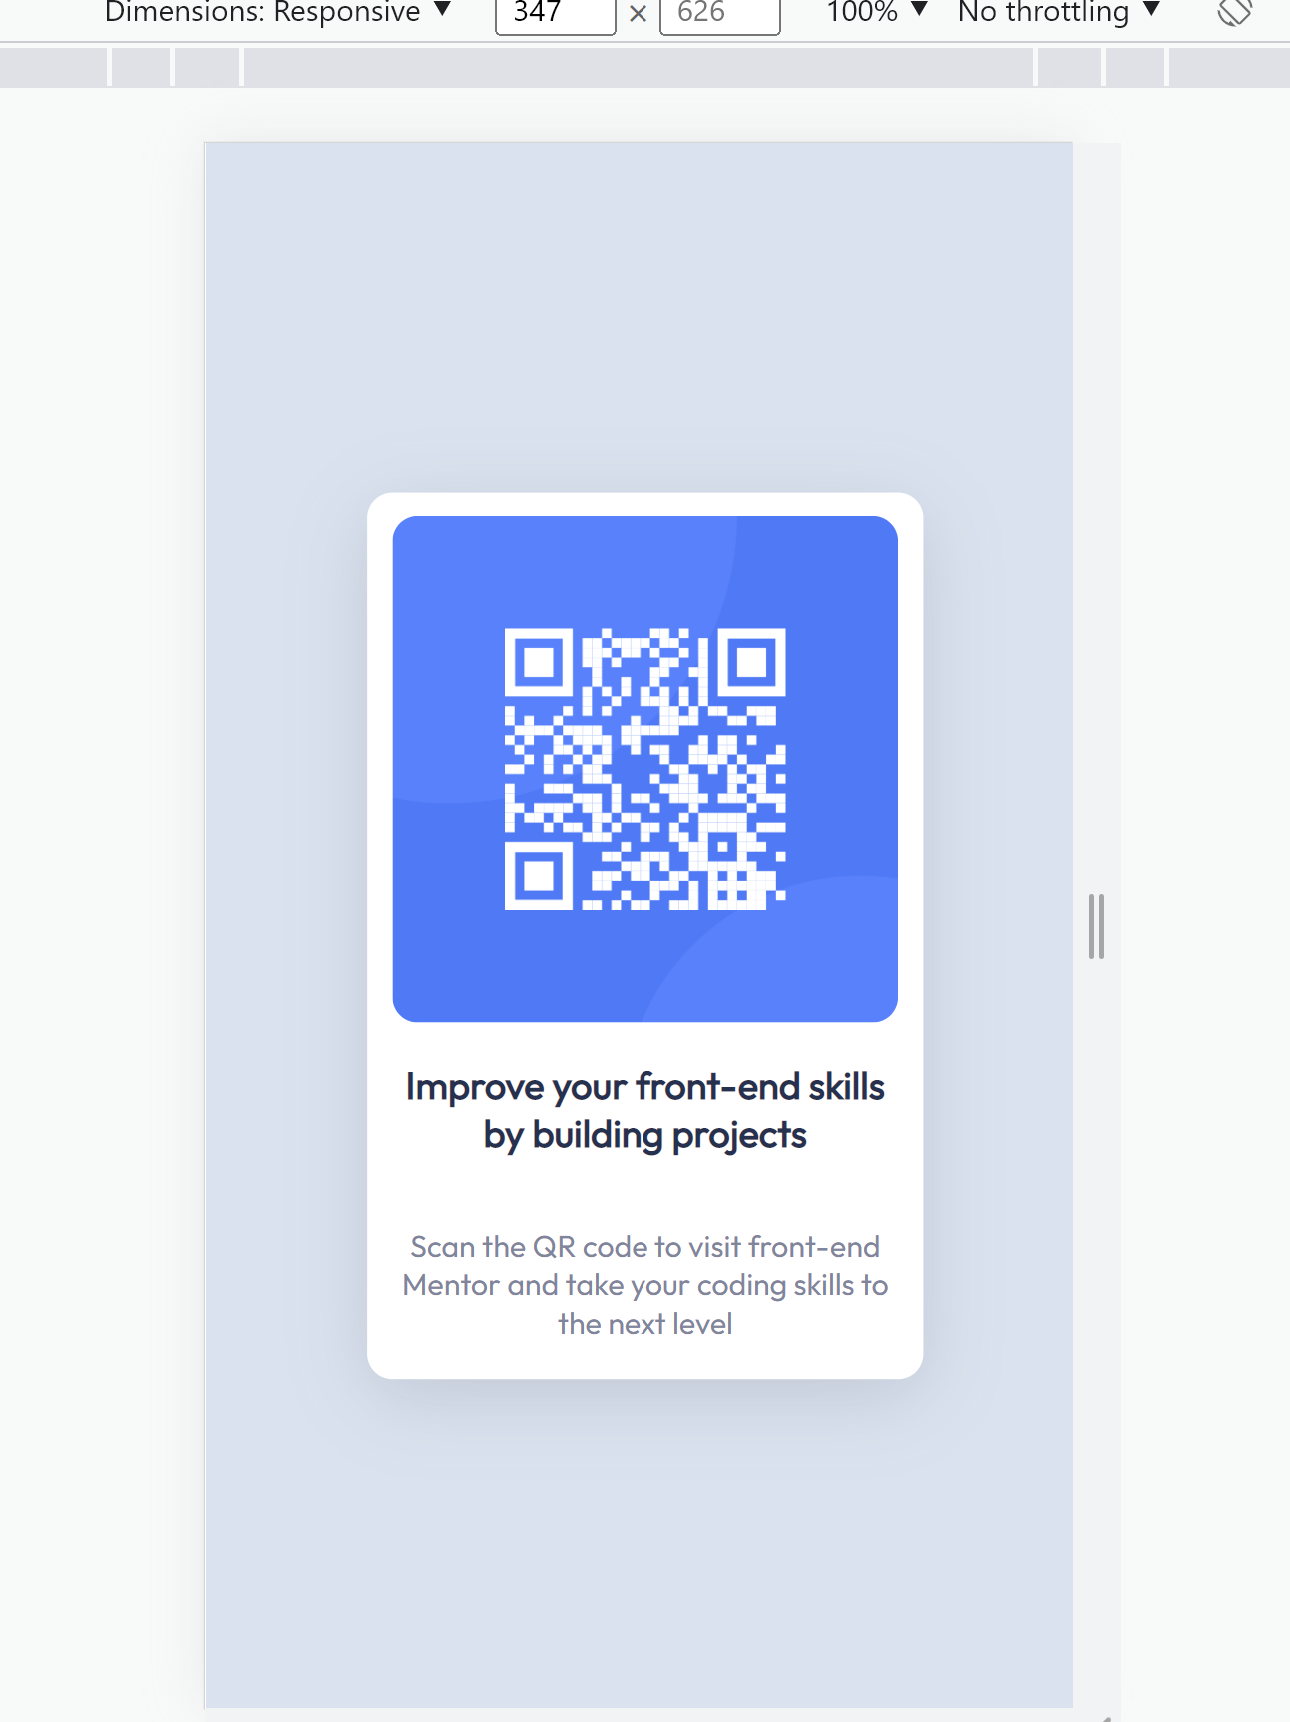 Dimensions: Responsive ▼ 347 × 626 100% ▼ No throttling ▼
Improve your front-end skills
by building projects
Scan the QR code to visit front-end
Mentor and take your coding skills to
the next level